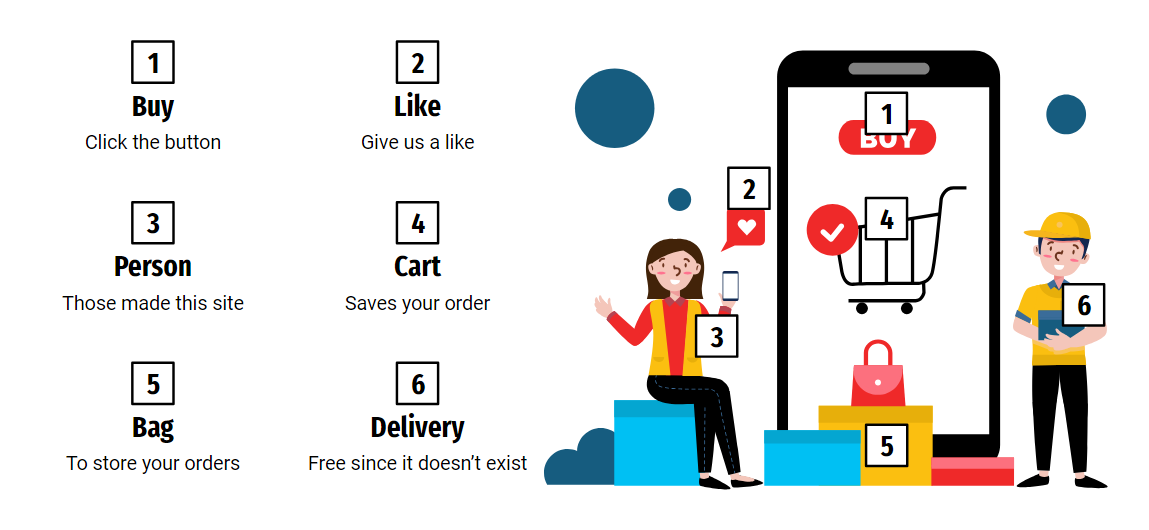 1
Buy
Click the button
2
Like
Give us a like
3
Person
Those made this site
4
Cart
Saves your order
5
Bag
To store your orders
6
Delivery
Free since it doesn’t exist
1
BUY
2
4
3
6
5